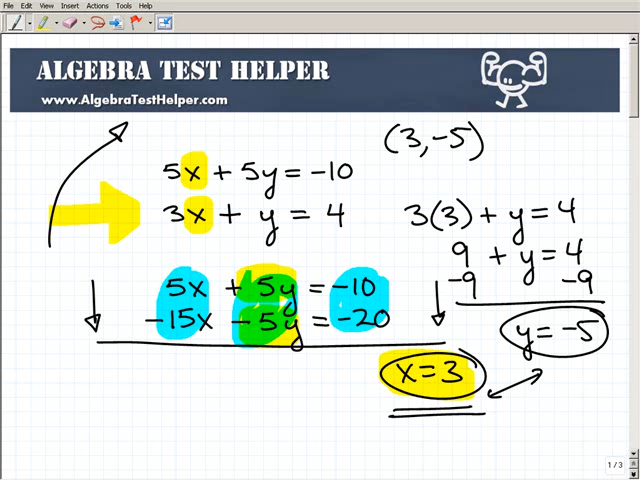 File Edit View Insert Actions Tools Help
ALGEBRA TEST HELPER
www.AlgebraTestHelper.com
(3, -5)
5x + 5y = -10
3x + y = 4
3(3) + y = 4
9 + y = 4
-9 -9
y = -5
5x + 5y = -10
-15x - 5y = -20
x = 3
1 / 3